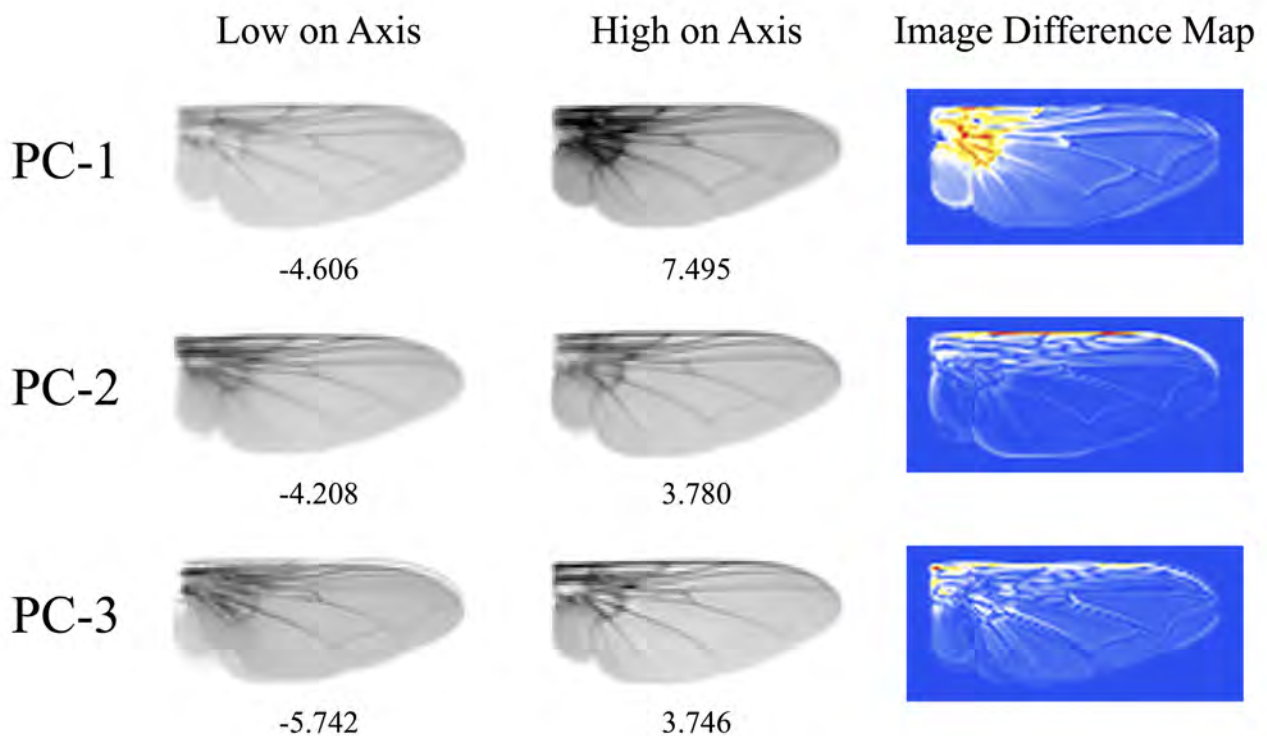 Low on Axis High on Axis Image Difference Map
PC-1
-4.606 7.495
PC-2
-4.208 3.780
PC-3
-5.742 3.746